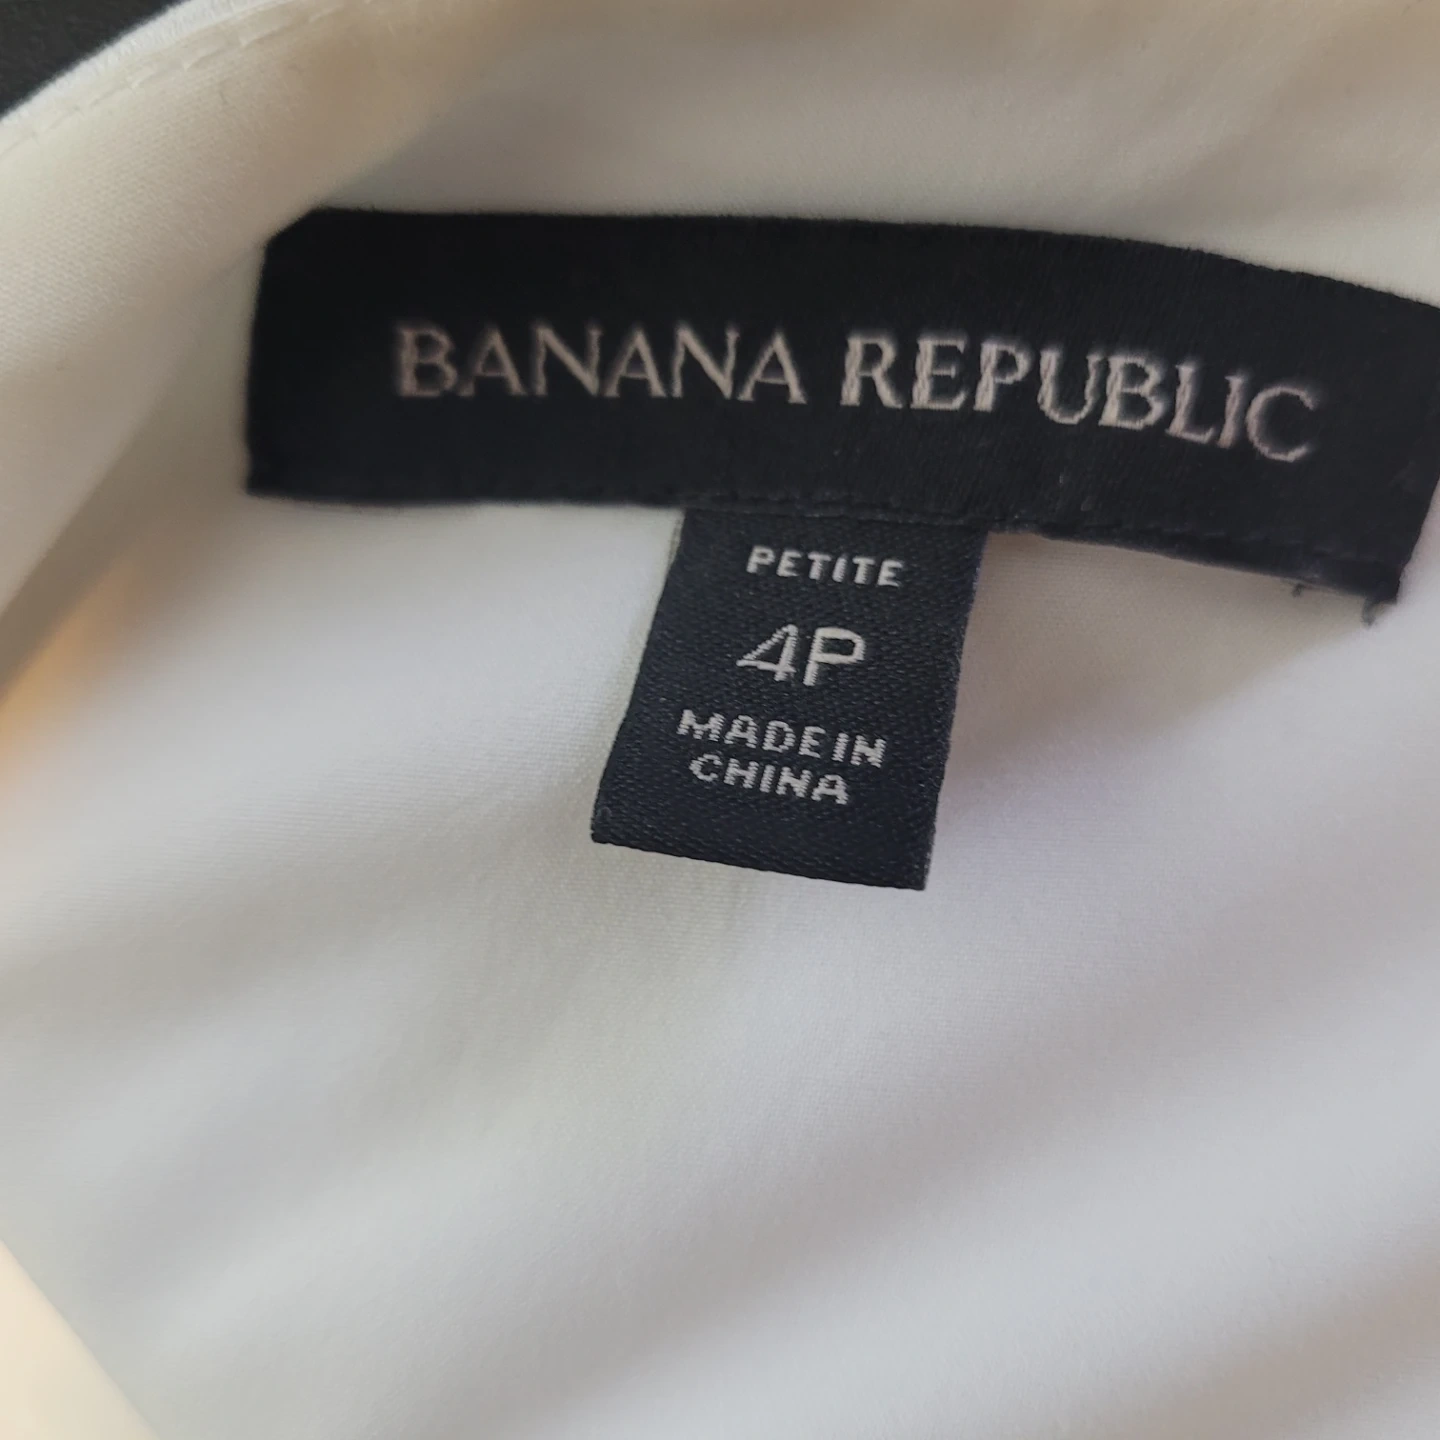 BANANA REPUBLIC
PETITE
4P
MADE IN
CHINA